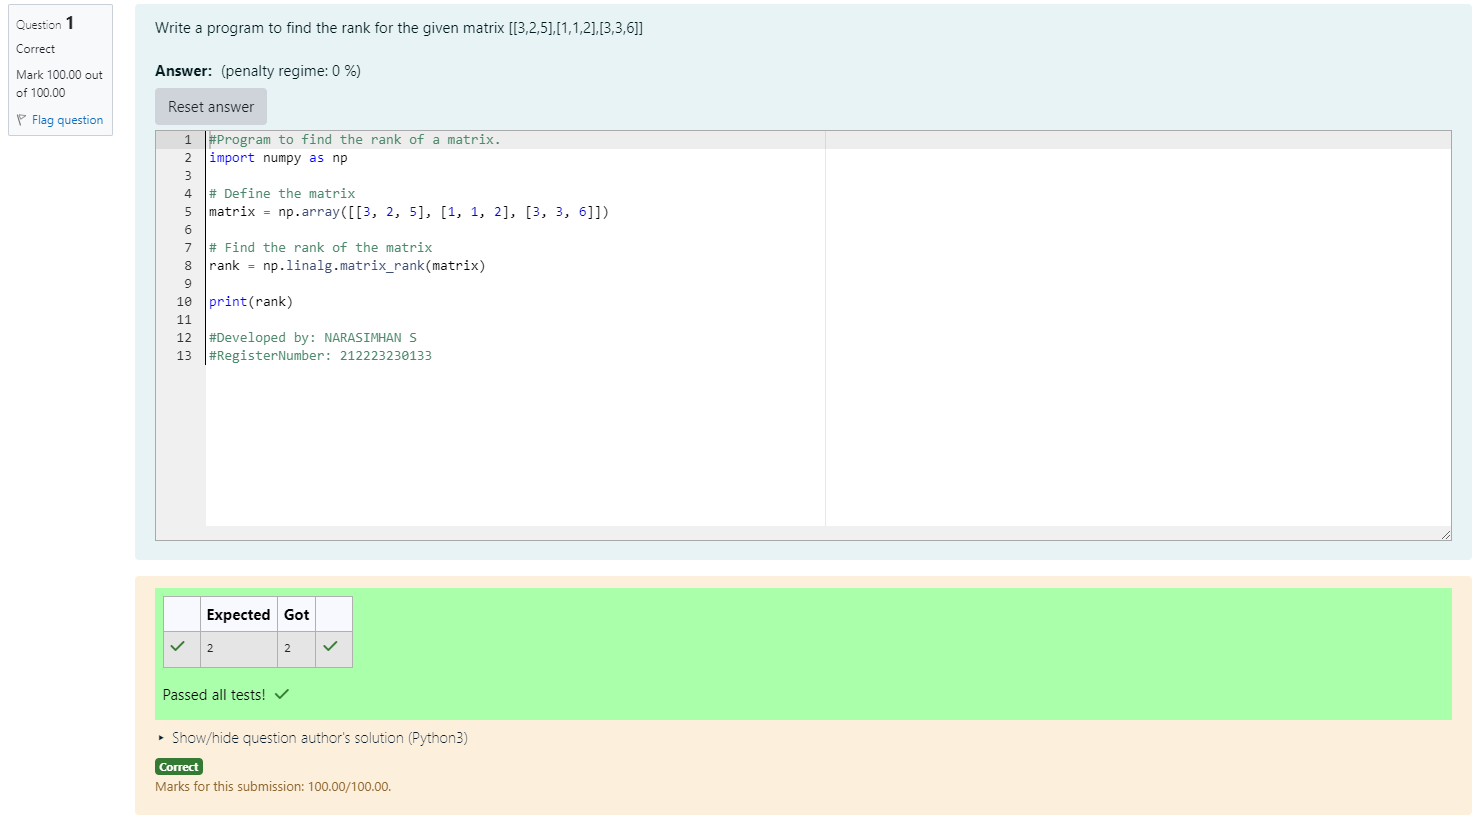 Question 1
Correct
Mark 100.00 out
of 100.00
Flag question
Write a program to find the rank for the given matrix [[3,2,5],[1,1,2],[3,3,6]]
Answer: (penalty regime: 0 %)
Reset answer
1 #Program to find the rank of a matrix.
2 import numpy as np
3
4 # Define the matrix
5 matrix = np.array([[3, 2, 5], [1, 1, 2], [3, 3, 6]])
6
7 # Find the rank of the matrix
8 rank = np.linalg.matrix_rank(matrix)
9
10 print(rank)
11
12 #Developed by: NARASIMHAN S
13 #RegisterNumber: 212223230133
Expected Got
2 2
Passed all tests!
Show/hide question author's solution (Python3)
Correct
Marks for this submission: 100.00/100.00.